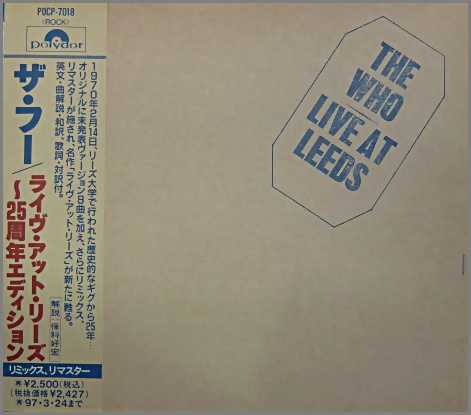 POCP-7018
(ROCK)
polydor
ザ・フー/
ライヴ・アット・リーズ
〜25周年エディション
1970年2月14日、リーズ大学で行われた歴史的なギグから25年…
オリジナルに未発表ヴァージョン8曲を加え、さらにリミックス、
リマスターが施され、名作「ライヴ・アット・リーズ」が新たに甦る。
英文・曲解説・和訳、歌詞・対訳付。
[解説:保科好宏]
リミックス、リマスター
¥2,500(税込)
(税抜価格¥2,427)
97・3・24まで
THE
WHO
LIVE AT
LEEDS